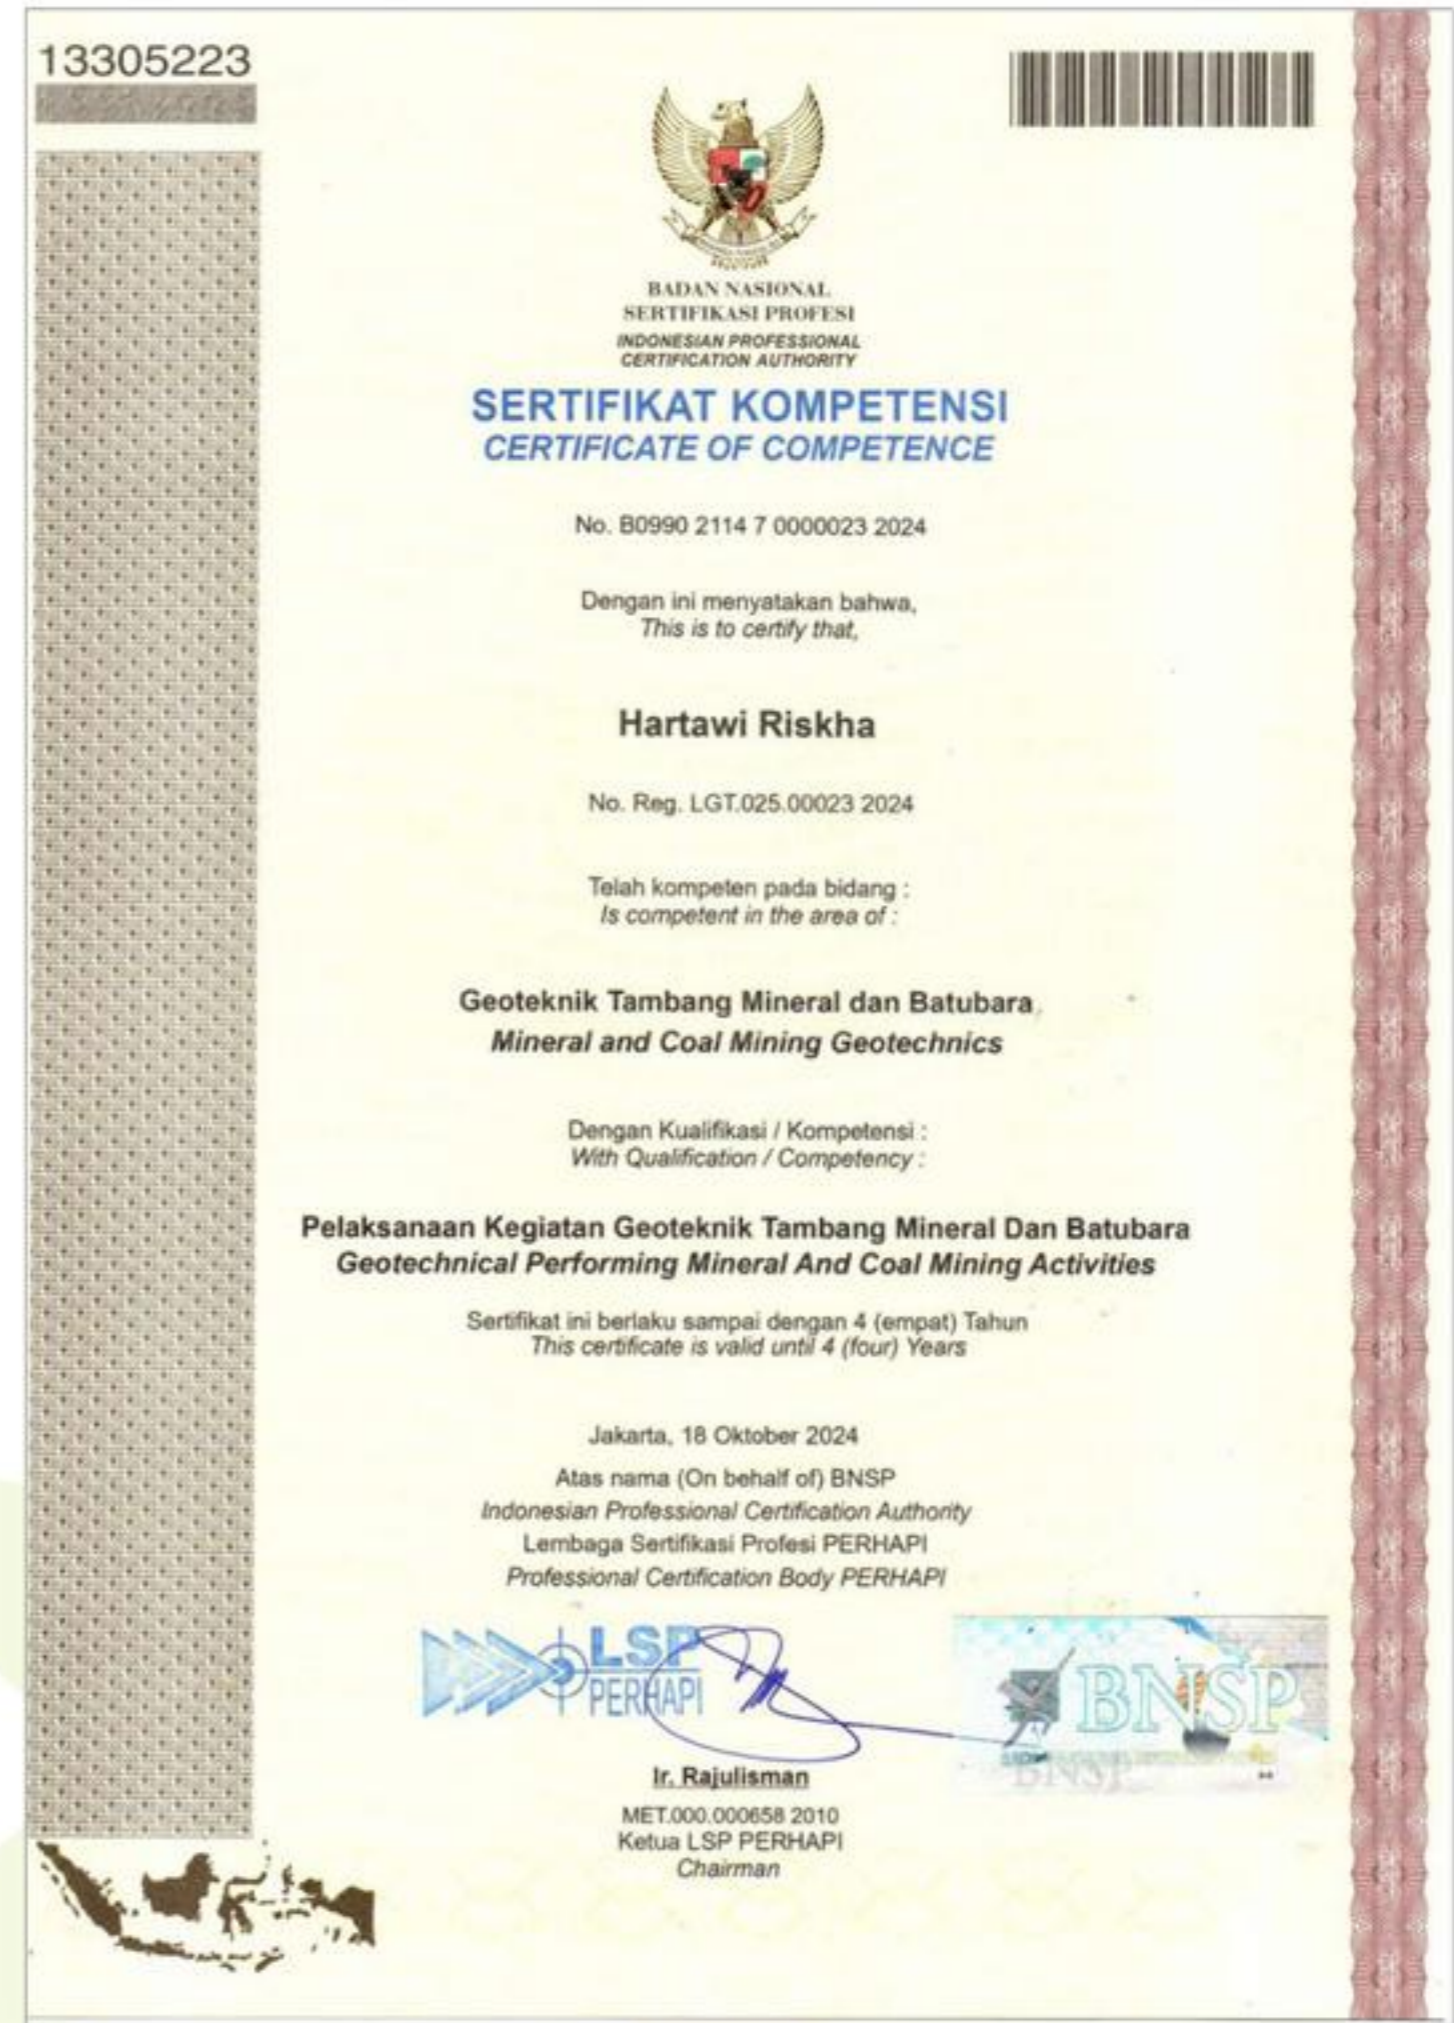 13305223
BADAN NASIONAL
SERTIFIKASI PROFESI
INDONESIAN PROFESSIONAL
CERTIFICATION AUTHORITY
SERTIFIKAT KOMPETENSI
CERTIFICATE OF COMPETENCE
No. B0990 2114 7 0000023 2024
Dengan ini menyatakan bahwa,
This is to certify that,
Hartawi Riskha
No. Reg. LGT.025.00023 2024
Telah kompeten pada bidang :
Is competent in the area of :
Geoteknik Tambang Mineral dan Batubara
Mineral and Coal Mining Geotechnics
Dengan Kualifikasi / Kompetensi :
With Qualification / Competency :
Pelaksanaan Kegiatan Geoteknik Tambang Mineral Dan Batubara
Geotechnical Performing Mineral And Coal Mining Activities
Sertifikat ini berlaku sampai dengan 4 (empat) Tahun
This certificate is valid until 4 (four) Years
Jakarta, 18 Oktober 2024
Atas nama (On behalf of) BNSP
Indonesian Professional Certification Authority
Lembaga Sertifikasi Profesi PERHAPI
Professional Certification Body PERHAPI
LSP
PERHAPI
BNSP
BNSP
Ir. Rajulisman
MET.000.000658 2010
Ketua LSP PERHAPI
Chairman